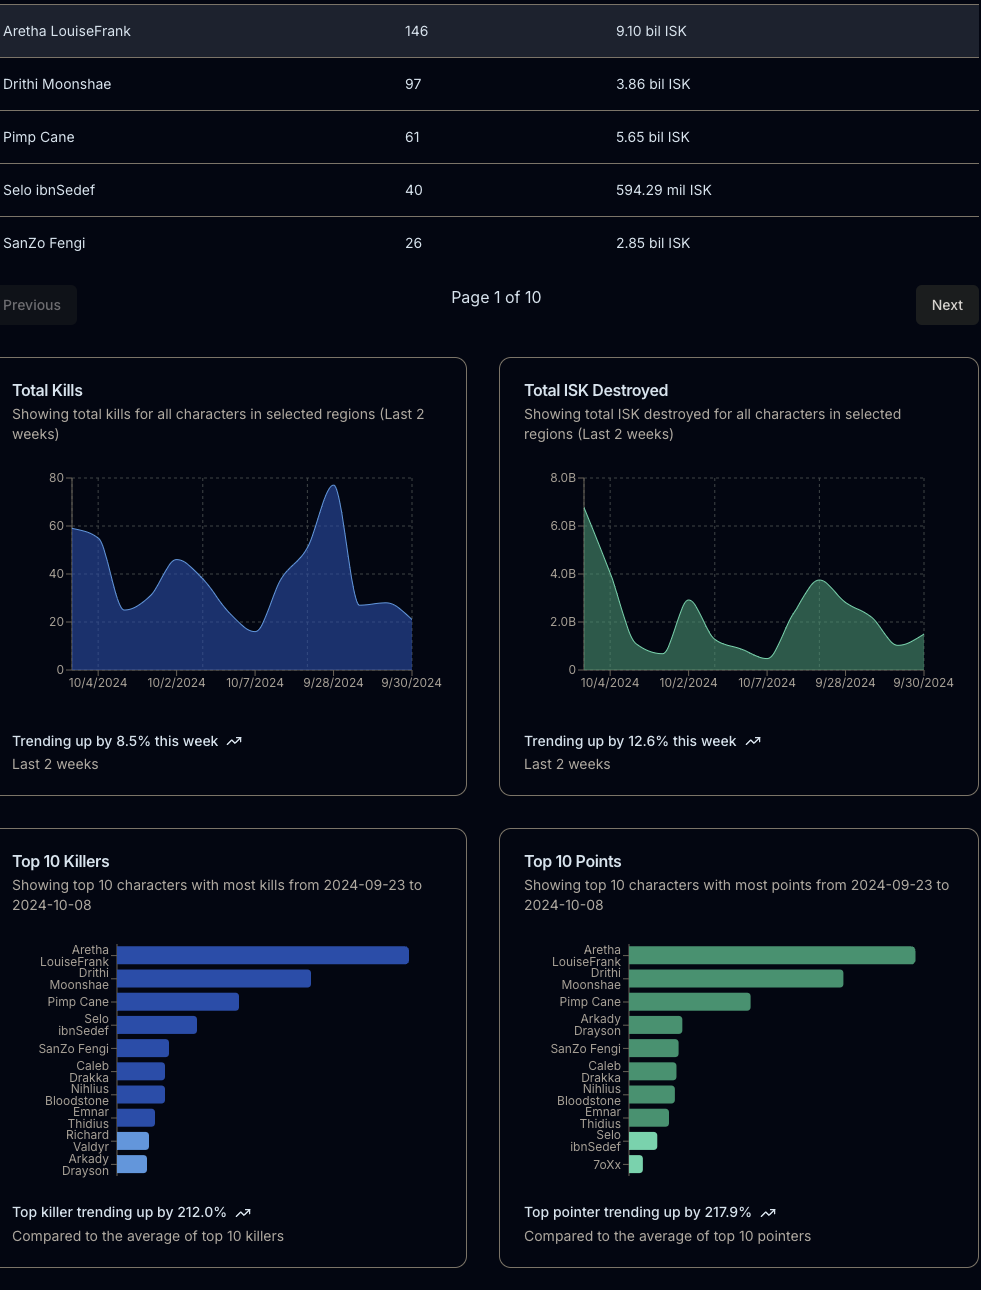 Aretha LouiseFrank 146 9.10 bil ISK
Drithi Moonshae 97 3.86 bil ISK
Pimp Cane 61 5.65 bil ISK
Selo ibnSedef 40 594.29 mil ISK
SanZo Fengi 26 2.85 bil ISK
Previous Page 1 of 10 Next
Total Kills
Showing total kills for all characters in selected regions (Last 2
weeks)
80
60
40
20
0
10/4/2024 10/2/2024 10/7/2024 9/28/2024 9/30/2024
Trending up by 8.5% this week
Last 2 weeks
Total ISK Destroyed
Showing total ISK destroyed for all characters in selected
regions (Last 2 weeks)
8.0B
6.0B
4.0B
2.0B
0
10/4/2024 10/2/2024 10/7/2024 9/28/2024 9/30/2024
Trending up by 12.6% this week
Last 2 weeks
Top 10 Killers
Showing top 10 characters with most kills from 2024-09-23 to
2024-10-08
Aretha
LouiseFrank
Drithi
Moonshae
Pimp Cane
Selo
ibnSedef
SanZo Fengi
Caleb
Drakka
Nihlius
Bloodstone
Emnar
Thidius
Richard
Valdyr
Arkady
Drayson
Top killer trending up by 212.0%
Compared to the average of top 10 killers
Top 10 Points
Showing top 10 characters with most points from 2024-09-23 to
2024-10-08
Aretha
LouiseFrank
Drithi
Moonshae
Pimp Cane
Arkady
Drayson
SanZo Fengi
Caleb
Drakka
Nihlius
Bloodstone
Emnar
Thidius
Selo
ibnSedef
7oXx
Top pointer trending up by 217.9%
Compared to the average of top 10 pointers